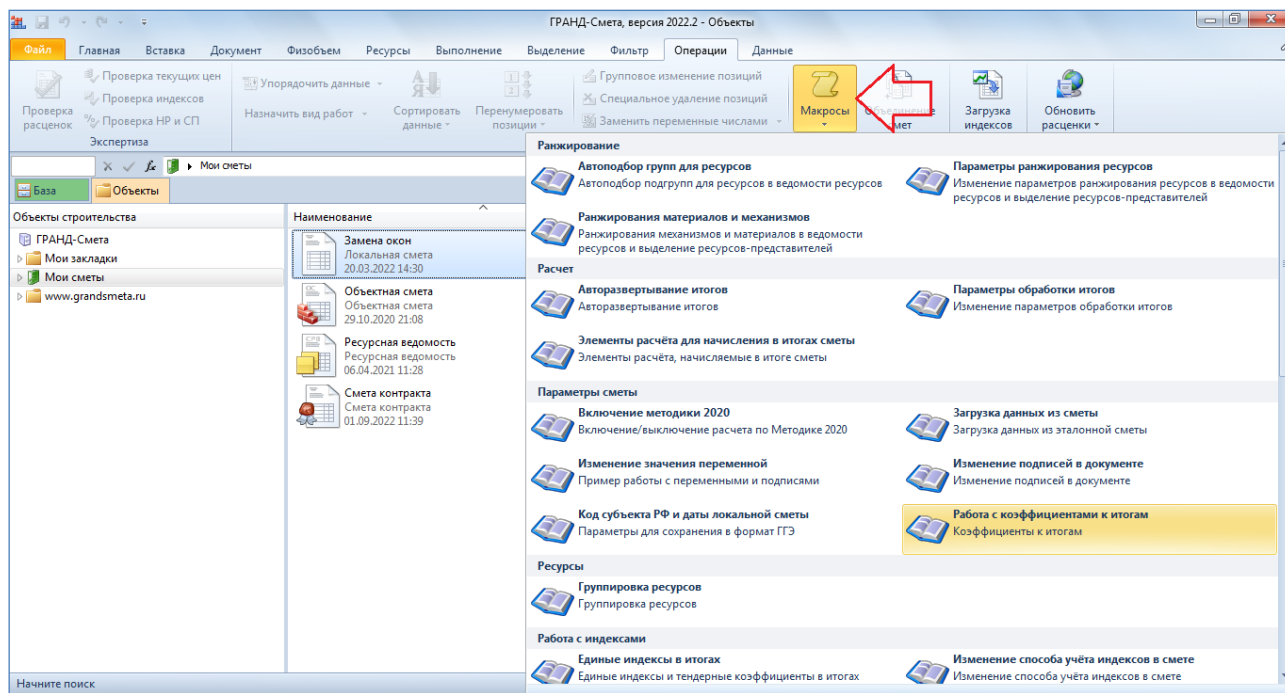 ГРАНД-Смета, версия 2022.2 - Объекты
Файл Главная Вставка Документ Физобъем Ресурсы Выполнение Выделение Фильтр Операции Данные
Проверка расценок
Проверка текущих цен
Проверка индексов
Проверка НР и СП
Экспертиза
Упорядочить данные
Назначить вид работ
Сортировать данные
Перенумеровать позиции
Групповое изменение позиций
Специальное удаление позиций
Заменить переменные числами
Макросы
Загрузка индексов
Обновить расценки
fx Мои сметы
База Объекты
Объекты строительства
ГРАНД-Смета
Мои закладки
Мои сметы
www.grandsmeta.ru
Наименование
Замена окон
Локальная смета
20.03.2022 14:30
Объектная смета
Объектная смета
29.10.2020 21:08
Ресурсная ведомость
Ресурсная ведомость
06.04.2021 11:28
Смета контракта
Смета контракта
01.09.2022 11:39
Ранжирование
Автоподбор групп для ресурсов
Автоподбор подгрупп для ресурсов в ведомости ресурсов
Параметры ранжирования ресурсов
Изменение параметров ранжирования ресурсов в ведомости
ресурсов и выделение ресурсов-представителей
Ранжирования материалов и механизмов
Ранжирования механизмов и материалов в ведомости
ресурсов и выделение ресурсов-представителей
Расчет
Авторазвертывание итогов
Авторазвертывание итогов
Параметры обработки итогов
Изменение параметров обработки итогов
Элементы расчёта для начисления в итогах сметы
Элементы расчёта, начисляемые в итоге сметы
Параметры сметы
Включение методики 2020
Включение/выключение расчета по Методике 2020
Загрузка данных из сметы
Загрузка данных из эталонной сметы
Изменение значения переменной
Пример работы с переменными и подписями
Изменение подписей в документе
Изменение подписей в документе
Код субъекта РФ и даты локальной сметы
Параметры для сохранения в формат ГГЭ
Работа с коэффициентами к итогам
Коэффициенты к итогам
Ресурсы
Группировка ресурсов
Группировка ресурсов
Работа с индексами
Единые индексы в итогах
Единые индексы и тендерные коэффициенты в итогах
Изменение способа учёта индексов в смете
Изменение способа учёта индексов в смете
Начните поиск